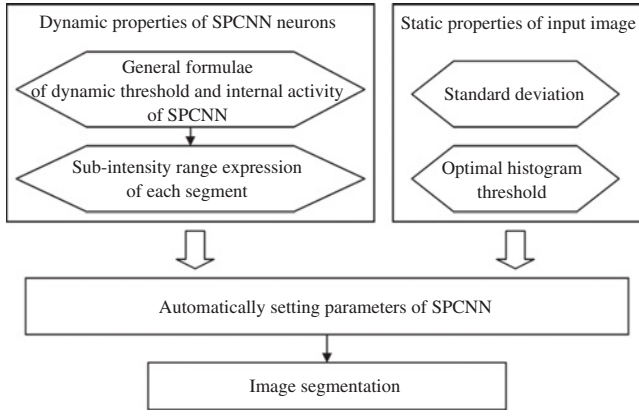 Dynamic properties of SPCNN neurons
General formulae
of dynamic threshold and internal activity
of SPCNN
Sub-intensity range expression
of each segment
Static properties of input image
Standard deviation
Optimal histogram
threshold
Automatically setting parameters of SPCNN
Image segmentation